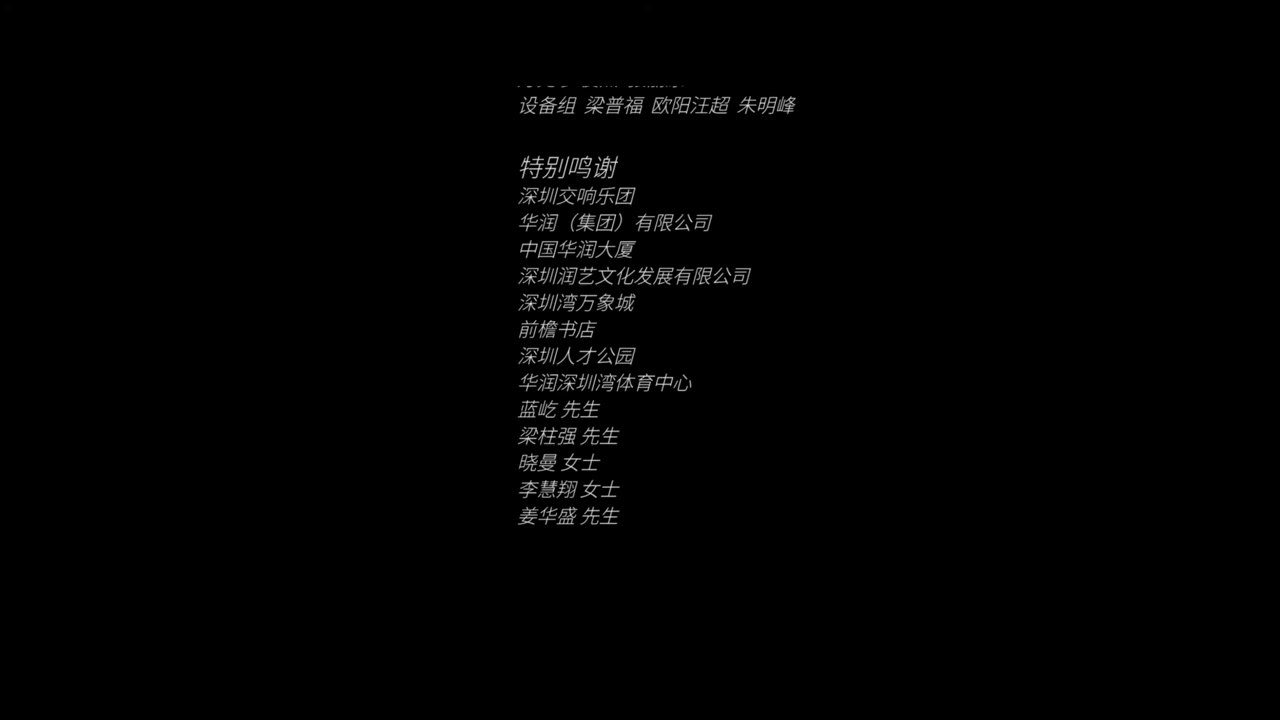 设备组 梁普福 欧阳汪超 朱明峰
特别鸣谢
深圳交响乐团
华润（集团）有限公司
中国华润大厦
深圳润艺文化发展有限公司
深圳湾万象城
前檐书店
深圳人才公园
华润深圳湾体育中心
蓝屹 先生
梁柱强 先生
晓曼 女士
李慧翔 女士
姜华盛 先生